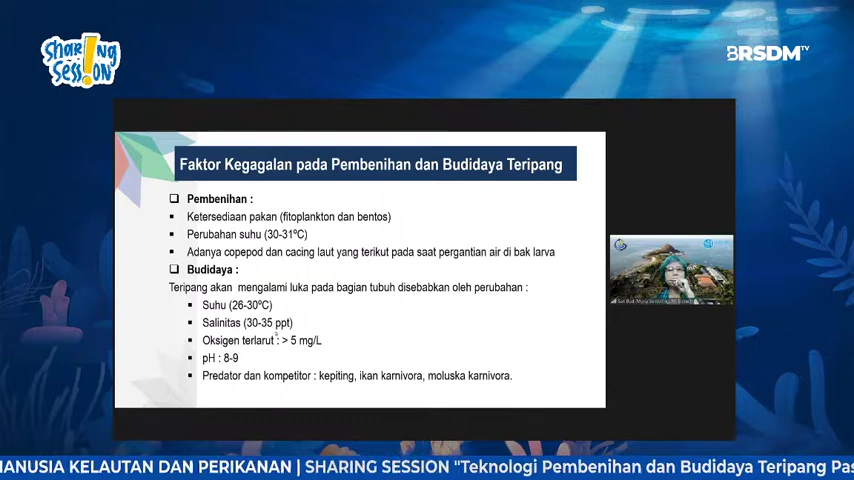 SHARING
SESSION
BRSDM TV
Faktor Kegagalan pada Pembenihan dan Budidaya Teripang
Pembenihan :
Ketersediaan pakan (fitoplankton dan bentos)
Perubahan suhu (30-31ºC)
Adanya copepod dan cacing laut yang terikut pada saat pergantian air di bak larva
Budidaya :
Teripang akan mengalami luka pada bagian tubuh disebabkan oleh perubahan :
Suhu (26-30ºC)
Salinitas (30-35 ppt)
Oksigen terlarut : > 5 mg/L
pH : 8-9
Predator dan kompetitor : kepiting, ikan karnivora, moluska karnivora.
MANUSIA KELAUTAN DAN PERIKANAN | SHARING SESSION "Teknologi Pembenihan dan Budidaya Teripang Pas